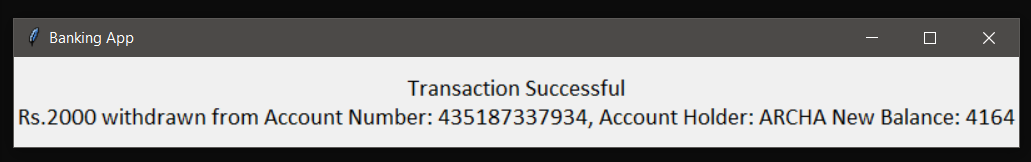 Banking App
Transaction Successful
Rs.2000 withdrawn from Account Number: 435187337934, Account Holder: ARCHA New Balance: 4164